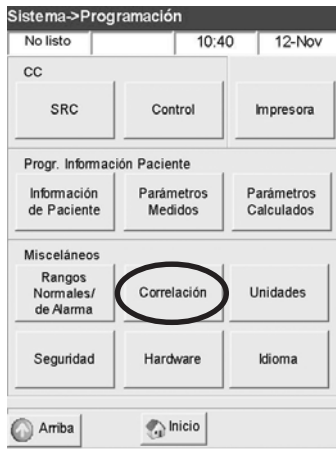 Sistema->Programación
No listo 10:40 12-Nov
CC
SRC Control Impresora
Progr. Información Paciente
Información de Paciente
Parámetros Medidos
Parámetros Calculados
Misceláneos
Rangos Normales/ de Alarma
Correlación
Unidades
Seguridad Hardware Idioma
Arriba Inicio